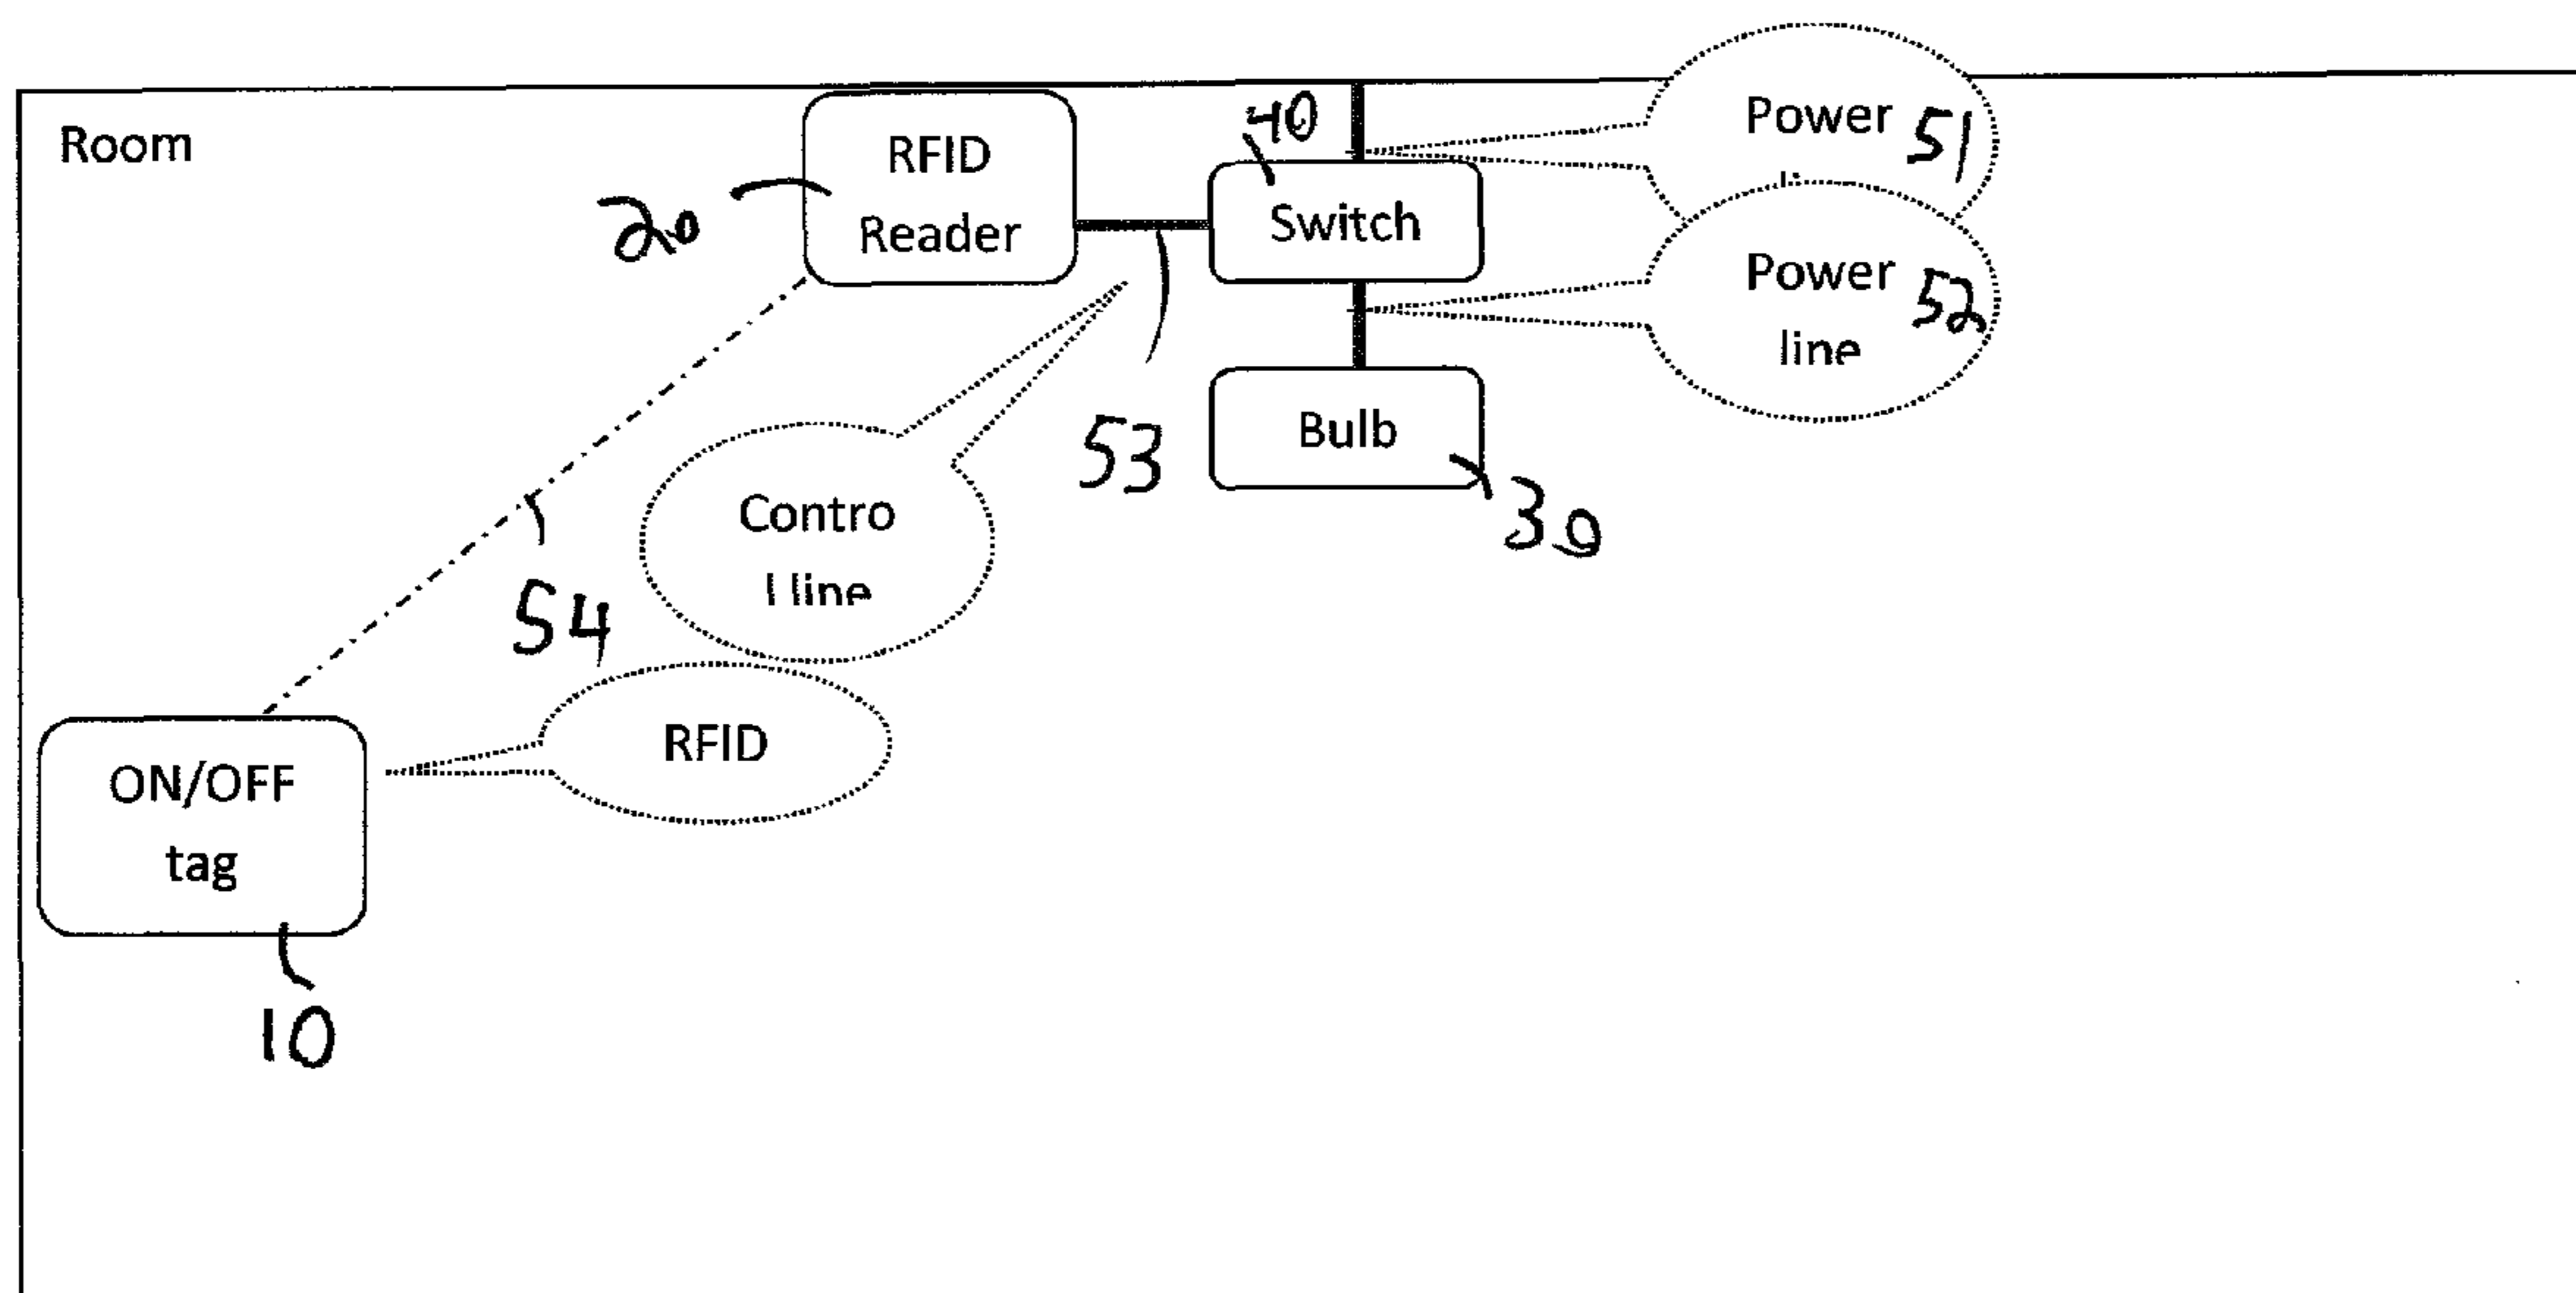 Room
RFID
Reader
20
40
Switch
Power
51
Power
line
52
53
Bulb
30
Contro
l line
54
RFID
ON/OFF
tag
10